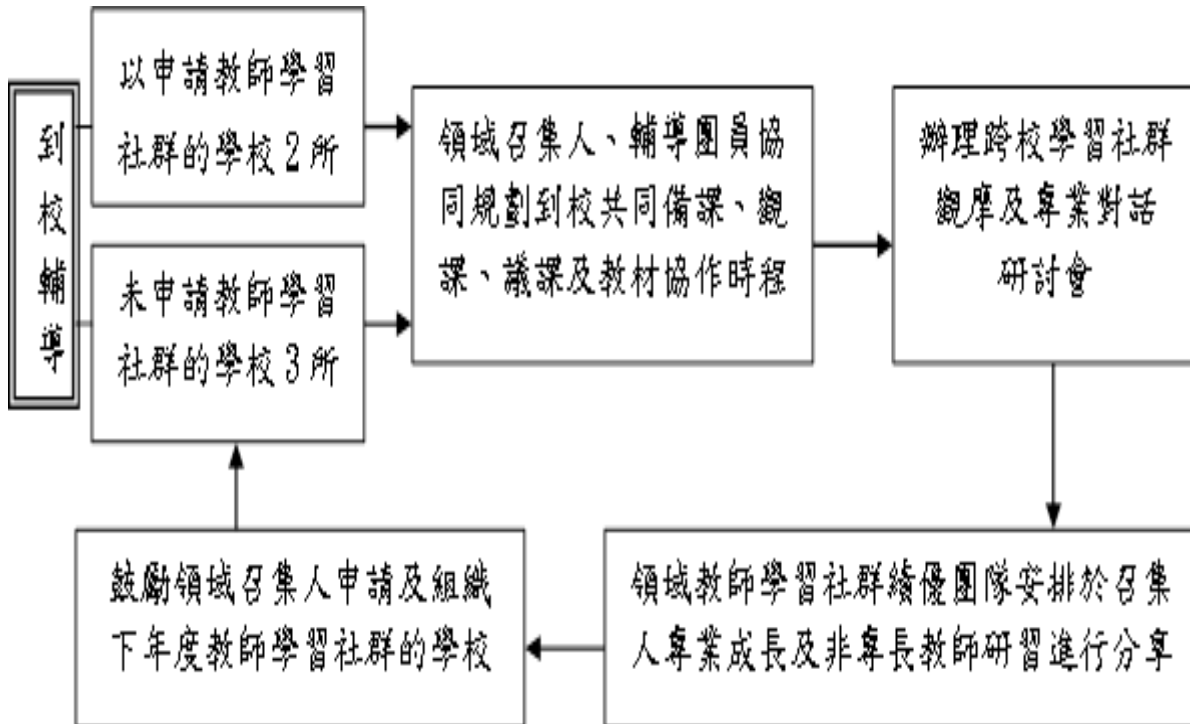 到校輔導
以申請教師學習
社群的學校2所
未申請教師學習
社群的學校3所
領域召集人、輔導團員協
同規劃到校共同備課、觀
課、議課及教材協作時程
辦理跨校學習社群
觀摩及專業對話
研討會
領域教師學習社群績優團隊安排於召集
人專業成長及非專長教師研習進行分享
鼓勵領域召集人申請及組織
下年度教師學習社群的學校